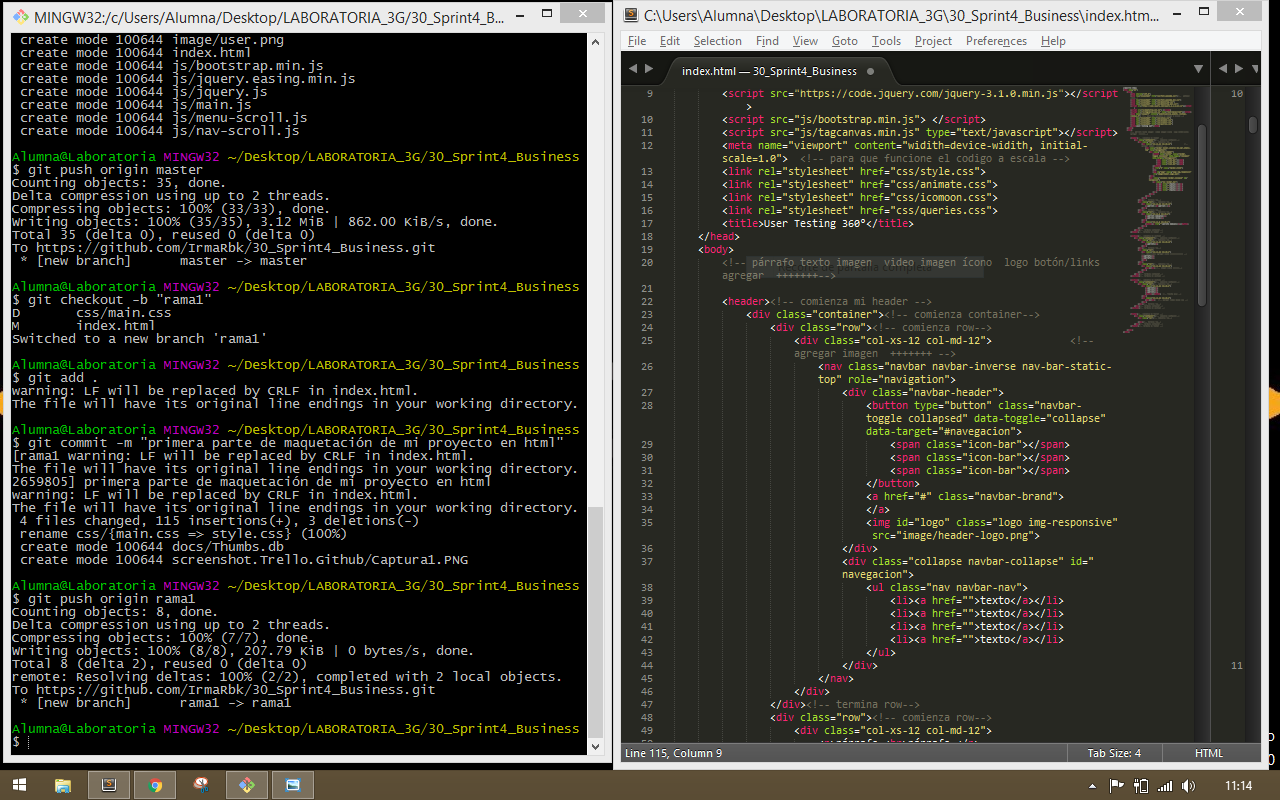 MINGW32:/c/Users/Alumna/Desktop/LABORATORIA_3G/30_Sprint4_B...
create mode 100644 image/user.png
create mode 100644 index.html
create mode 100644 js/bootstrap.min.js
create mode 100644 js/jquery.easing.min.js
create mode 100644 js/jquery.js
create mode 100644 js/main.js
create mode 100644 js/menu-scroll.js
create mode 100644 js/nav-scroll.js
Alumna@Laboratoria MINGW32 ~/Desktop/LABORATORIA_3G/30_Sprint4_Business
$ git push origin master
Counting objects: 35, done.
Delta compression using up to 2 threads.
Compressing objects: 100% (33/33), done.
Writing objects: 100% (35/35), 3.12 MiB | 862.00 KiB/s, done.
Total 35 (delta 0), reused 0 (delta 0)
To https://github.com/IrmaRbk/30_Sprint4_Business.git
* [new branch]      master -> master
Alumna@Laboratoria MINGW32 ~/Desktop/LABORATORIA_3G/30_Sprint4_Business
$ git checkout -b "rama1"
D       css/main.css
M       index.html
Switched to a new branch 'rama1'
Alumna@Laboratoria MINGW32 ~/Desktop/LABORATORIA_3G/30_Sprint4_Business
$ git add .
warning: LF will be replaced by CRLF in index.html.
The file will have its original line endings in your working directory.
Alumna@Laboratoria MINGW32 ~/Desktop/LABORATORIA_3G/30_Sprint4_Business
$ git commit -m "primera parte de maquetación de mi proyecto en html"
[rama1 warning: LF will be replaced by CRLF in index.html.
The file will have its original line endings in your working directory.
2659805] primera parte de maquetación de mi proyecto en html
warning: LF will be replaced by CRLF in index.html.
The file will have its original line endings in your working directory.
4 files changed, 115 insertions(+), 3 deletions(-)
rename css/{main.css => style.css} (100%)
create mode 100644 docs/Thumbs.db
create mode 100644 screenshot.Trello.Github/Captura1.PNG
Alumna@Laboratoria MINGW32 ~/Desktop/LABORATORIA_3G/30_Sprint4_Business
$ git push origin rama1
Counting objects: 8, done.
Delta compression using up to 2 threads.
Compressing objects: 100% (7/7), done.
Writing objects: 100% (8/8), 207.79 KiB | 0 bytes/s, done.
Total 8 (delta 2), reused 0 (delta 0)
remote: Resolving deltas: 100% (2/2), completed with 2 local objects.
To https://github.com/IrmaRbk/30_Sprint4_Business.git
* [new branch]      rama1 -> rama1
Alumna@Laboratoria MINGW32 ~/Desktop/LABORATORIA_3G/30_Sprint4_Business
$
C:\Users\Alumna\Desktop\LABORATORIA_3G\30_Sprint4_Business\index.htm...
File Edit Selection Find View Goto Tools Project Preferences Help
index.html — 30_Sprint4_Business
9 <script src="https://code.jquery.com/jquery-3.1.0.min.js"></script
>
10 <script src="js/bootstrap.min.js"> </script>
11 <script src="js/tagcanvas.min.js" type="text/javascript"></script>
12 <meta name="viewport" content="widith=device-widith, initial-
scale=1.0"> <!-- para que funcione el codigo a escala -->
13 <link rel="stylesheet" href="css/style.css">
14 <link rel="stylesheet" href="css/animate.css">
15 <link rel="stylesheet" href="css/icomoon.css">
16 <link rel="stylesheet" href="css/queries.css">
17 <title>User Testing 360º</title>
18 </head>
19 <body>
20 <!-- párrafo texto imagen  video imagen ícono  logo botón/links
agregar  +++++++-->
21
22 <header><!-- comienza mi header -->
23 <div class="container"><!-- comienza container-->
24 <div class="row"><!-- comienza row-->
25 <div class="col-xs-12 col-md-12"> <!--
agregar imagen  +++++++ -->
26 <nav class="navbar navbar-inverse nav-bar-static-
top" role="navigation">
27 <div class="navbar-header">
28 <button type="button" class="navbar-
toggle collapsed" data-toggle="collapse"
data-target="#navegacion">
29 <span class="icon-bar"></span>
30 <span class="icon-bar"></span>
31 <span class="icon-bar"></span>
32 </button>
33 <a href="#" class="navbar-brand">
34 </a>
35 <img id="logo" class="logo img-responsive"
src="image/header-logo.png">
36 </div>
37 <div class="collapse navbar-collapse" id="
navegacion">
38 <ul class="nav navbar-nav">
39 <li><a href="">texto</a></li>
40 <li><a href="">texto</a></li>
41 <li><a href="">texto</a></li>
42 <li><a href="">texto</a></li>
43 </ul>
44 </div>
45 </nav>
46 </div>
47 </div><!-- termina row-->
48 <div class="row"><!-- comienza row-->
49 <div class="col-xs-12 col-md-12">
10
11
Line 115, Column 9
Tab Size: 4
HTML
11:14